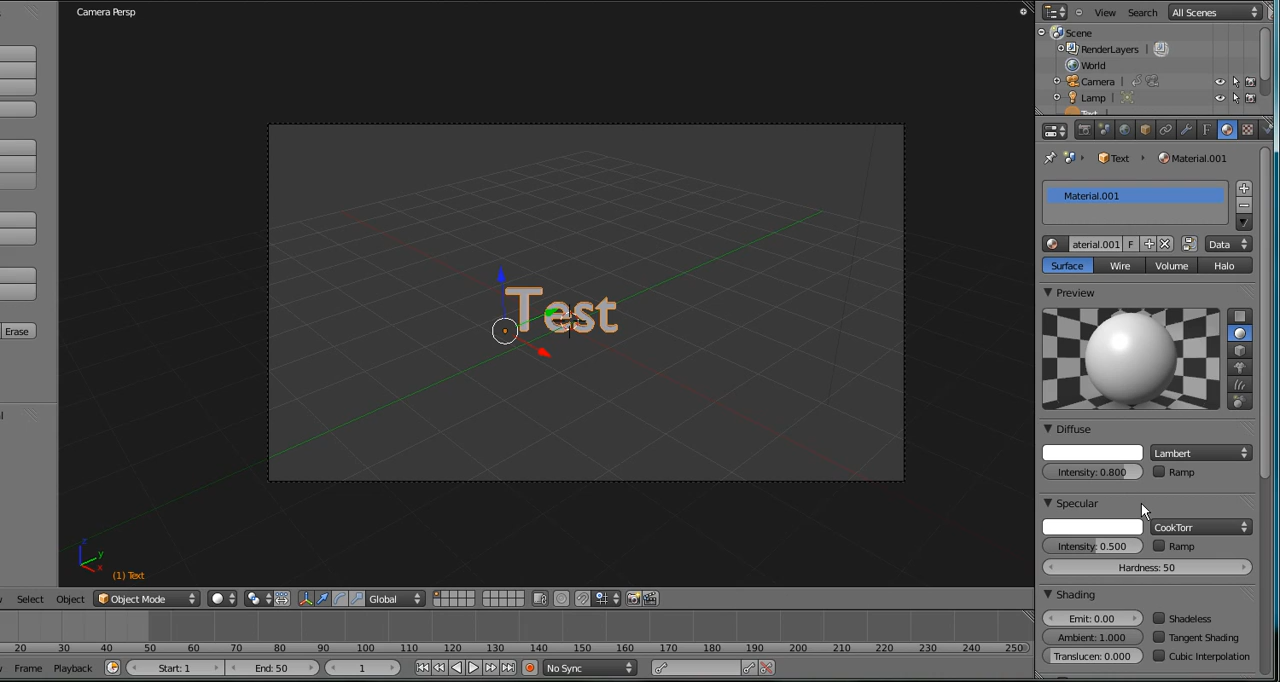 Camera Persp
View Search All Scenes
Scene
RenderLayers
World
Camera
Lamp
Text Material.001
Material.001
aterial.001 F Data
Surface Wire Volume Halo
Preview
Test
Diffuse
Lambert
Intensity: 0.800 Ramp
Erase
Specular
CookTorr
Intensity: 0.500 Ramp
Hardness: 50
z
y
x
(1) Text
Shading
Emit: 0.00 Shadeless
Ambient: 1.000 Tangent Shading
Translucen: 0.000 Cubic Interpolation
Select Object Object Mode Global
20 30 40 50 60 70 80 90 100 110 120 130 140 150 160 170 180 190 200 210 220 230 240 250
Frame Playback Start: 1 End: 50 1 No Sync